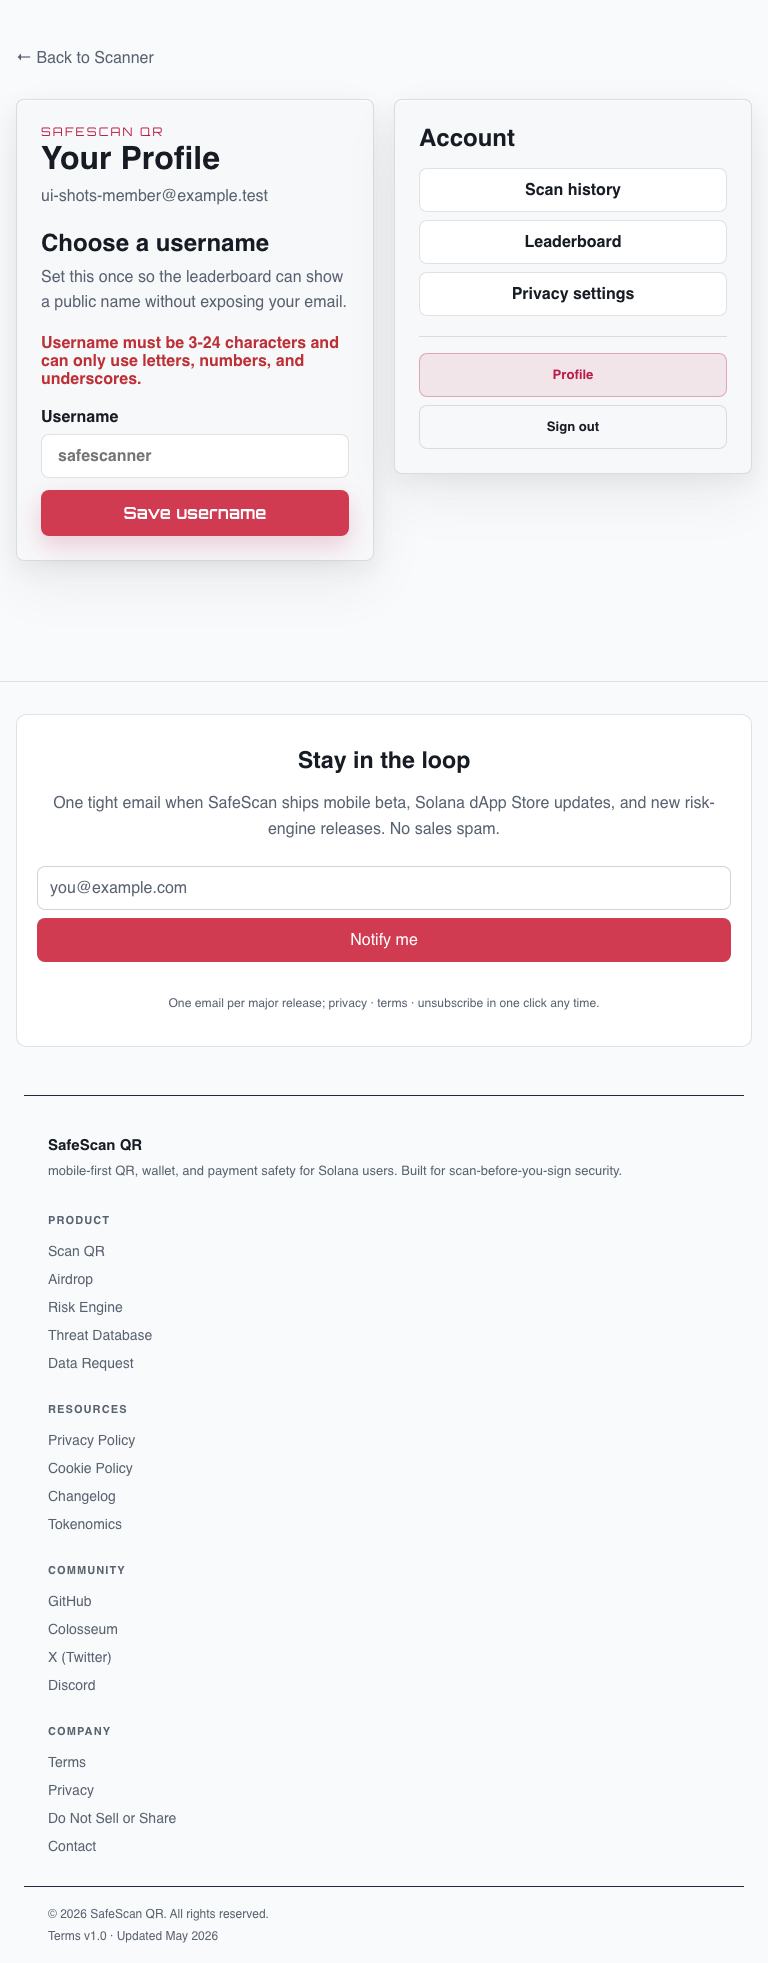 ← Back to Scanner
SAFESCAN QR
Your Profile
ui-shots-member@example.test
Choose a username
Set this once so the leaderboard can show
a public name without exposing your email.
Username must be 3-24 characters and
can only use letters, numbers, and
underscores.
Username
safescanner
Save username
Account
Scan history
Leaderboard
Privacy settings
Profile
Sign out
Stay in the loop
One tight email when SafeScan ships mobile beta, Solana dApp Store updates, and new risk-
engine releases. No sales spam.
you@example.com
Notify me
One email per major release; privacy · terms · unsubscribe in one click any time.
SafeScan QR
mobile-first QR, wallet, and payment safety for Solana users. Built for scan-before-you-sign security.
PRODUCT
Scan QR
Airdrop
Risk Engine
Threat Database
Data Request
RESOURCES
Privacy Policy
Cookie Policy
Changelog
Tokenomics
COMMUNITY
GitHub
Colosseum
X (Twitter)
Discord
COMPANY
Terms
Privacy
Do Not Sell or Share
Contact
© 2026 SafeScan QR. All rights reserved.
Terms v1.0 · Updated May 2026